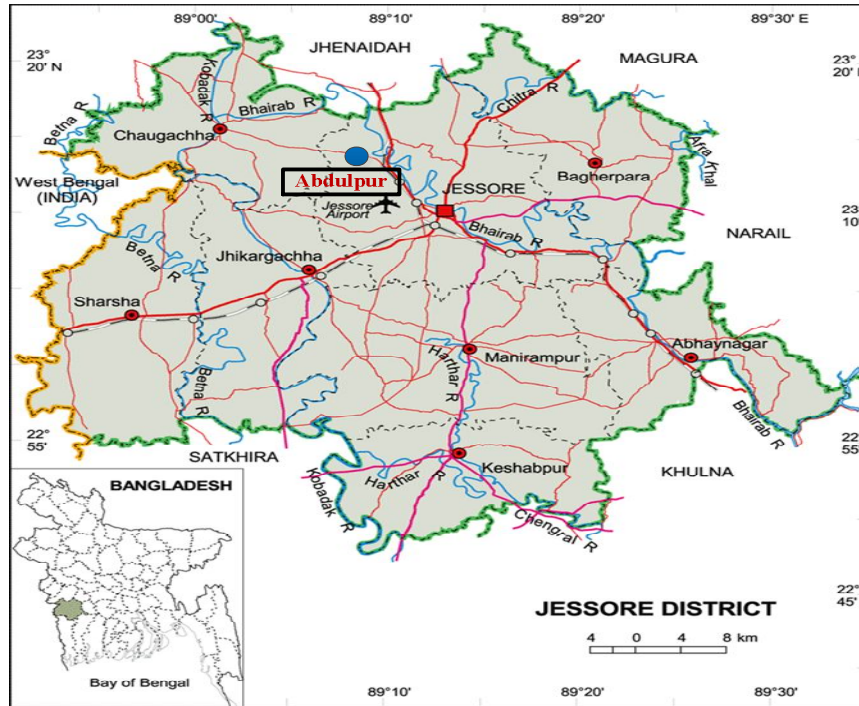 89°00'
89°10'
89°20'
89°30' E
JHENAIDAH
MAGURA
23°
20' N
Kobadak R
Bhairab R
Chitra R
Betna R
Chaugachha
Afra Khal
Bagherpara
West Bengal
(INDIA)
Abdulpur
JESSORE
Jessore
Airport
23°
10'
Bhairab R
NARAIL
Betna R
Jhikargachha
Sharsha
Abhaynagar
Harihar R
Manirampur
Betna R
Bhairab R
22°
55'
22°
55'
SATKHIRA
Kobadak R
Harihar R
Keshabpur
KHULNA
Chengral R
BANGLADESH
22°
45'
JESSORE DISTRICT
4 0 4 8 km
Bay of Bengal
89°10'
89°20'
89°30'